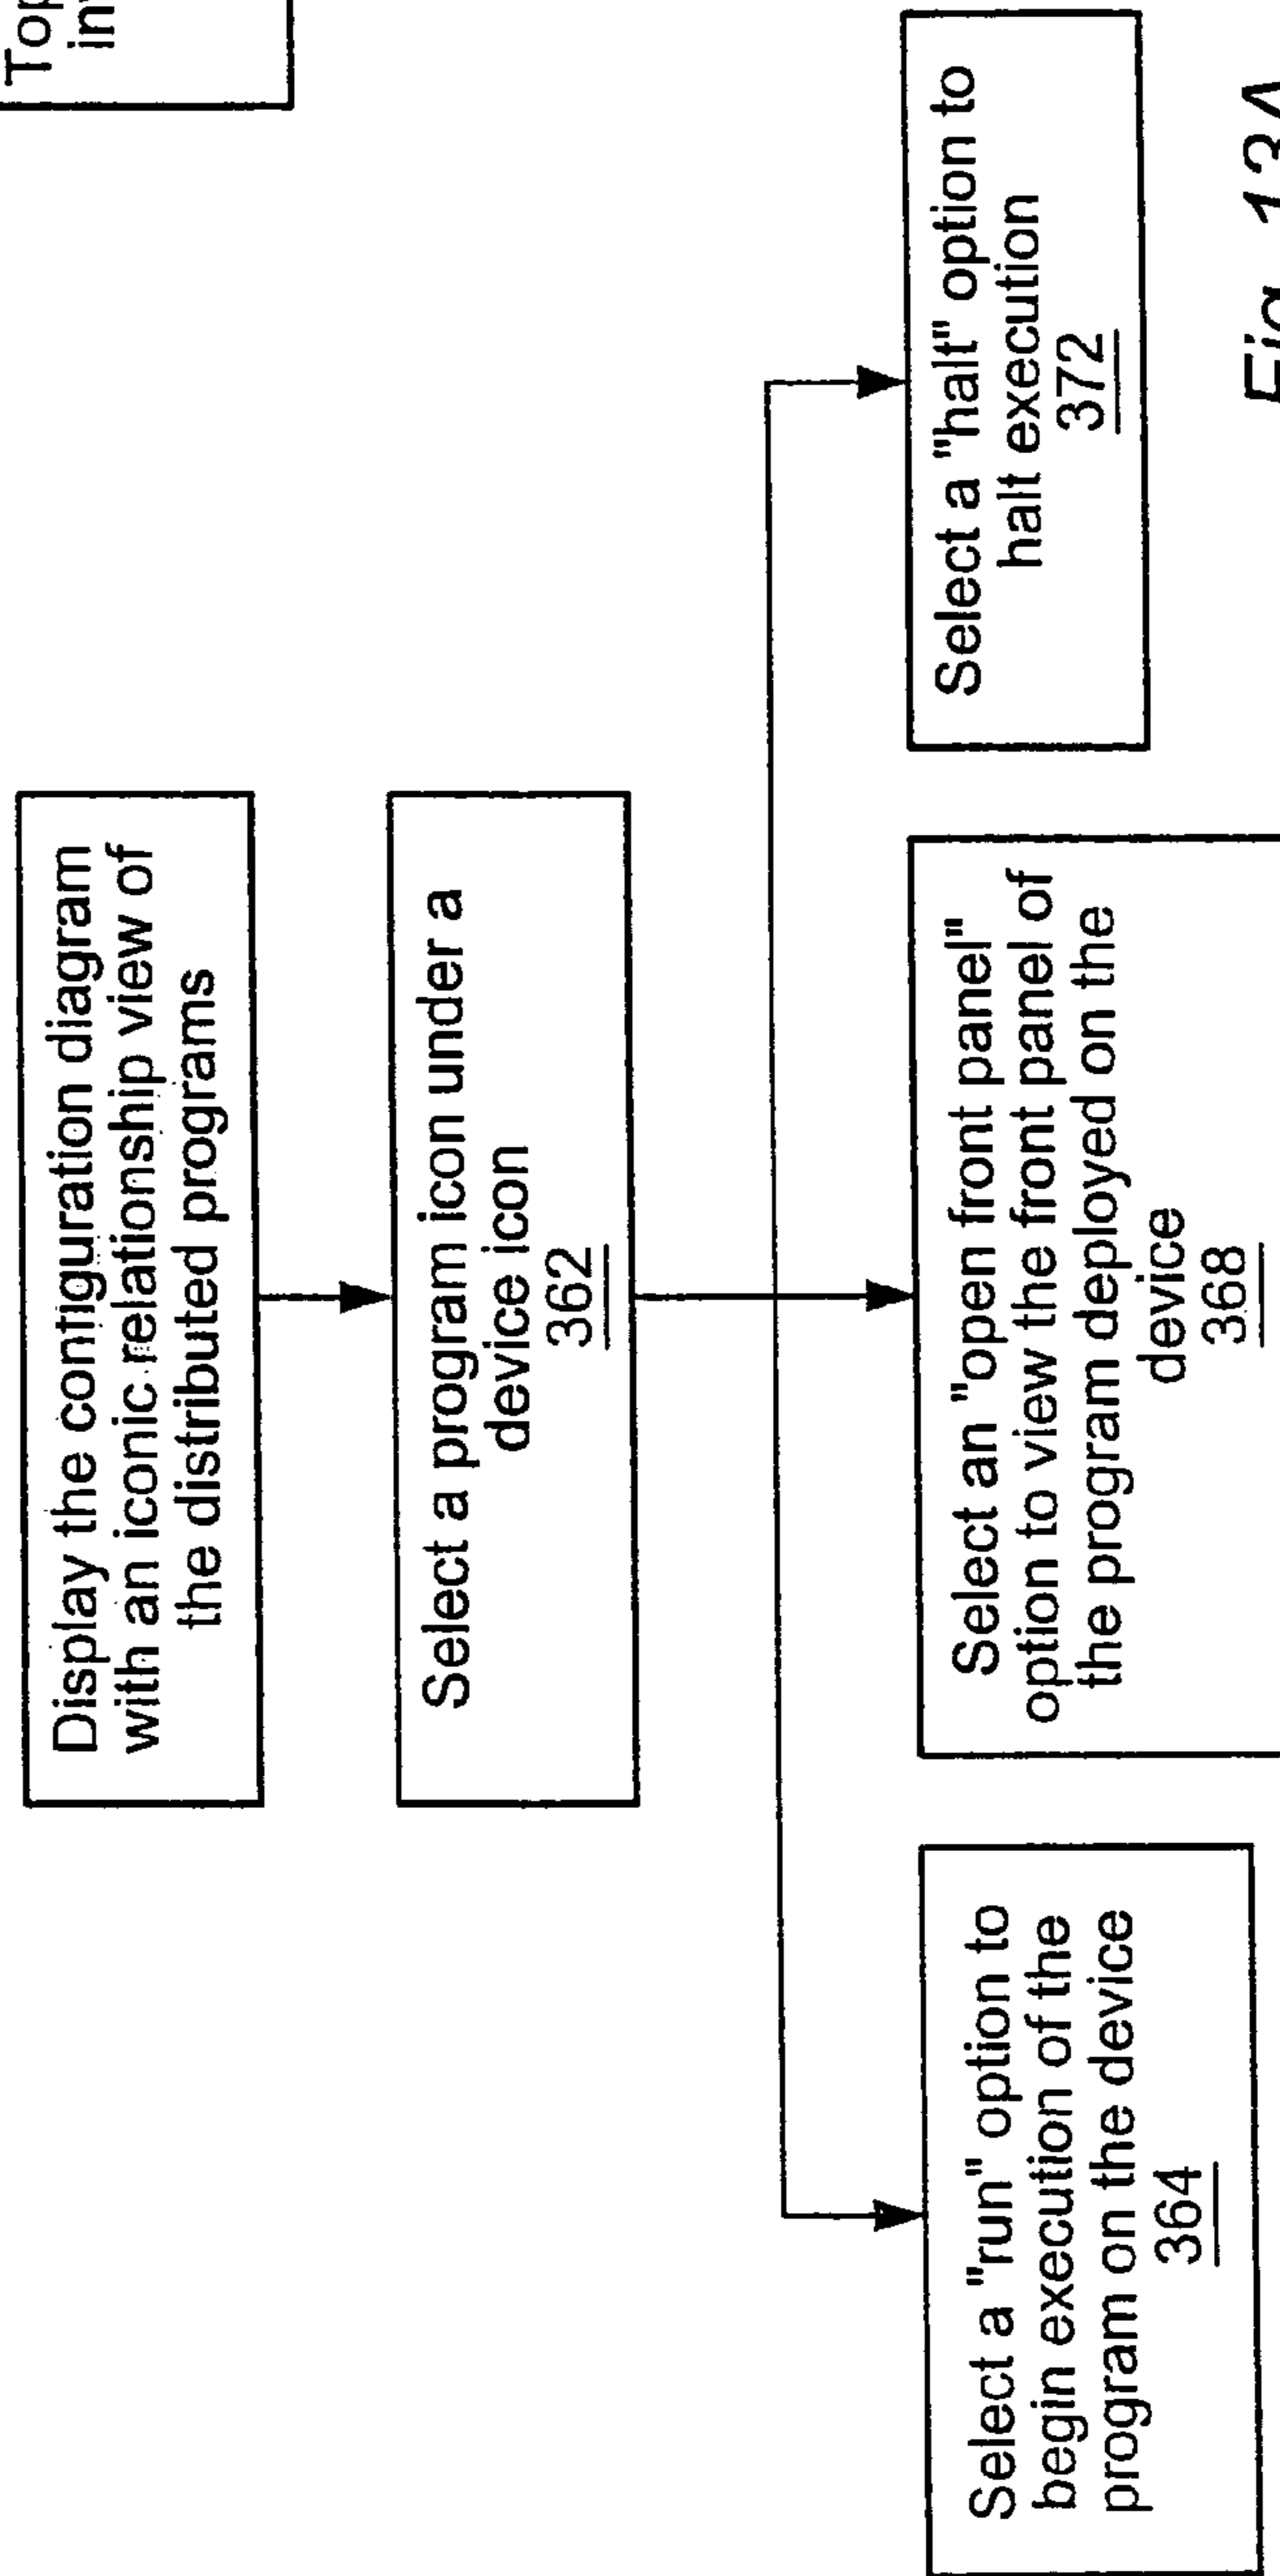 Display the configuration diagram
with an iconic relationship view of
the distributed programs
Select a program icon under a
device icon
362
Select a "run" option to
begin execution of the
program on the device
364
Select an "open front panel"
option to view the front panel of
the program deployed on the
device
368
Select a "halt" option to
halt execution
372
Fig. 13A